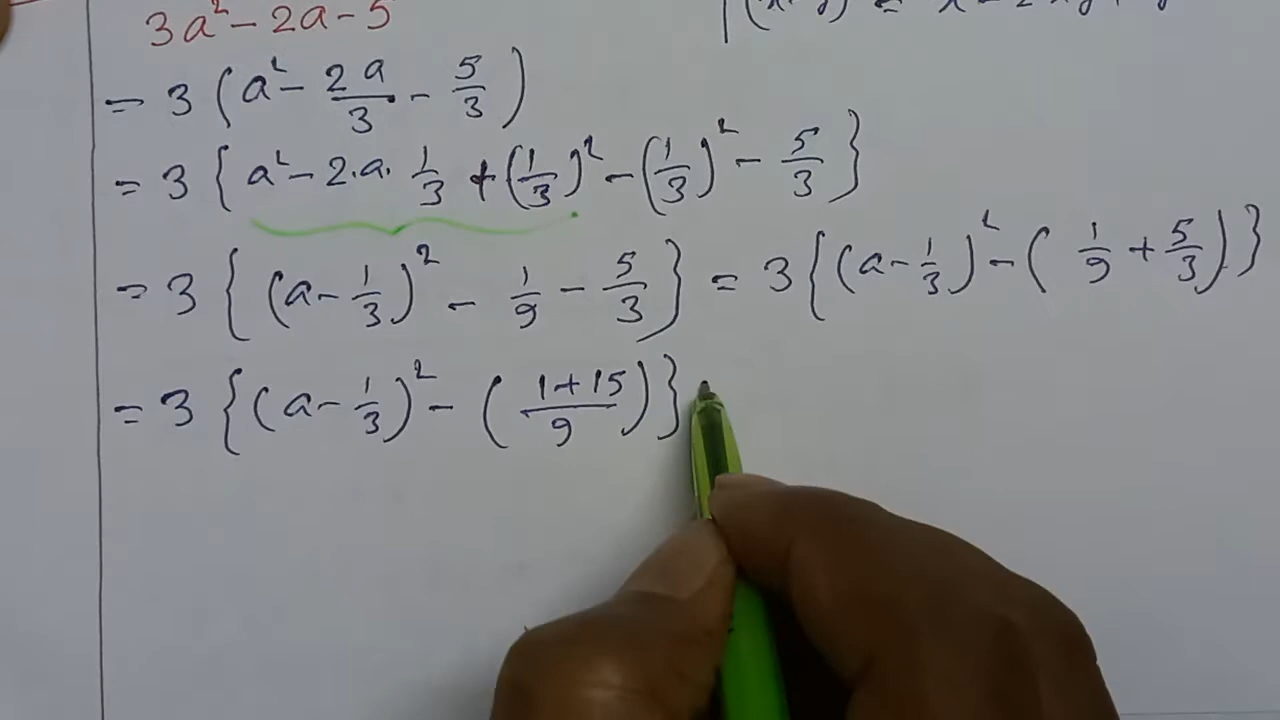 3a² - 2a - 5
= 3 (a² - 2a/3 - 5/3)
= 3 { a² - 2.a. 1/3 + (1/3)² - (1/3)² - 5/3 }
= 3 { (a - 1/3)² - 1/9 - 5/3 } = 3 { (a - 1/3)² - ( 1/9 + 5/3 ) }
= 3 { (a - 1/3)² - ( (1+15)/9 ) }